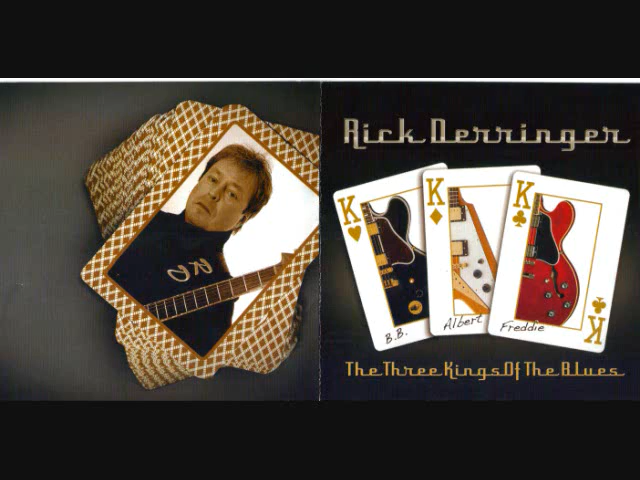 Rick Derringer
K
K
K
B.B.
Albert
Freddie
K
The Three Kings Of The Blues